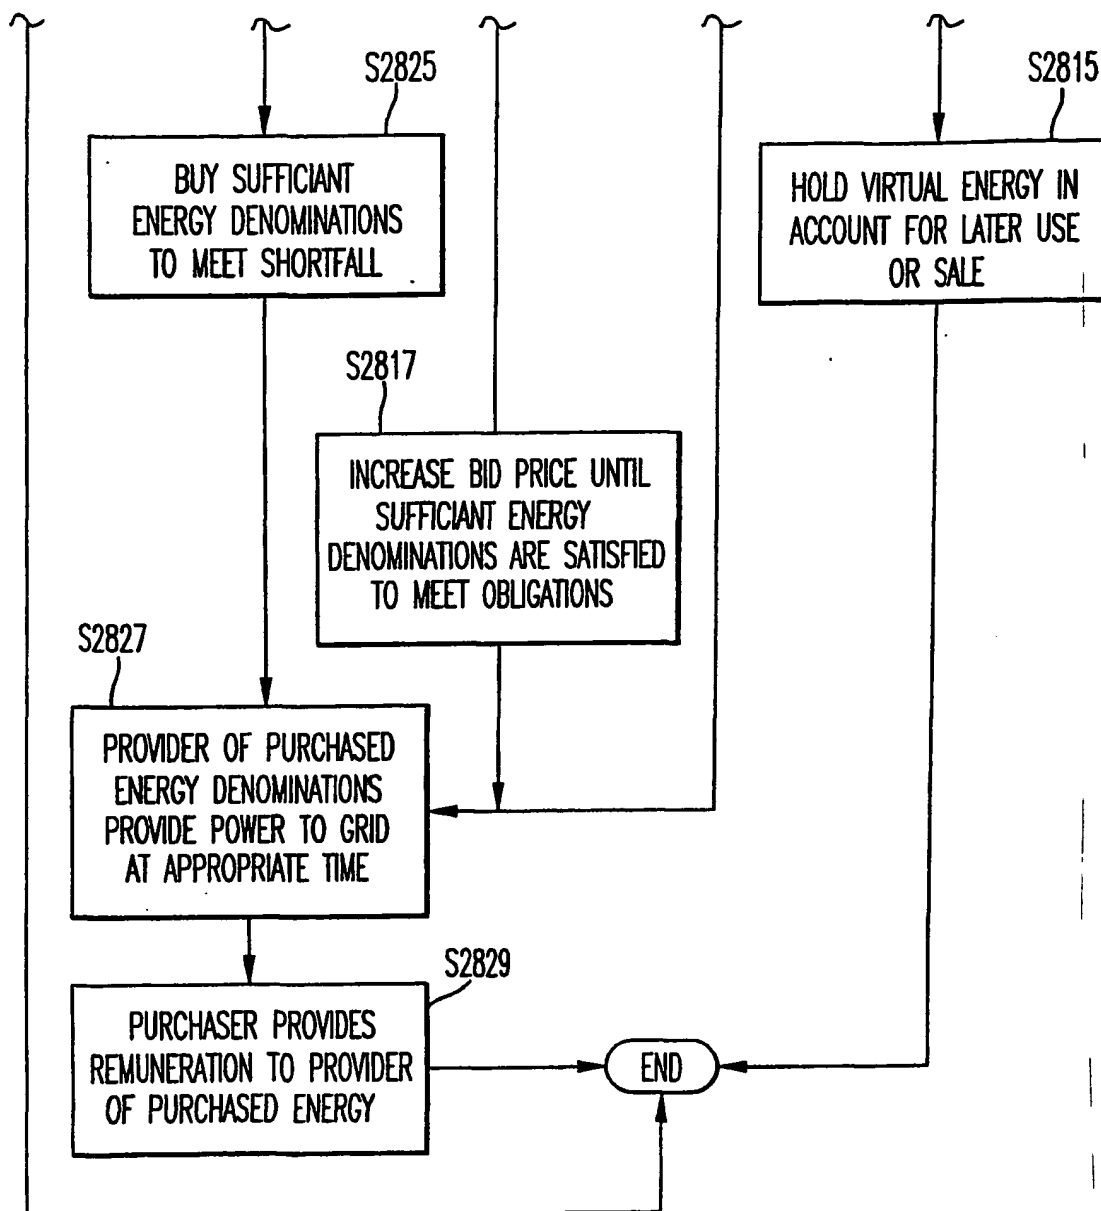 S2825
BUY SUFFICIANT
ENERGY DENOMINATIONS
TO MEET SHORTFALL
S2815
HOLD VIRTUAL ENERGY IN
ACCOUNT FOR LATER USE
OR SALE
S2817
INCREASE BID PRICE UNTIL
SUFFICIANT ENERGY
DENOMINATIONS ARE SATISFIED
TO MEET OBLIGATIONS
S2827
PROVIDER OF PURCHASED
ENERGY DENOMINATIONS
PROVIDE POWER TO GRID
AT APPROPRIATE TIME
S2829
PURCHASER PROVIDES
REMUNERATION TO PROVIDER
OF PURCHASED ENERGY
END